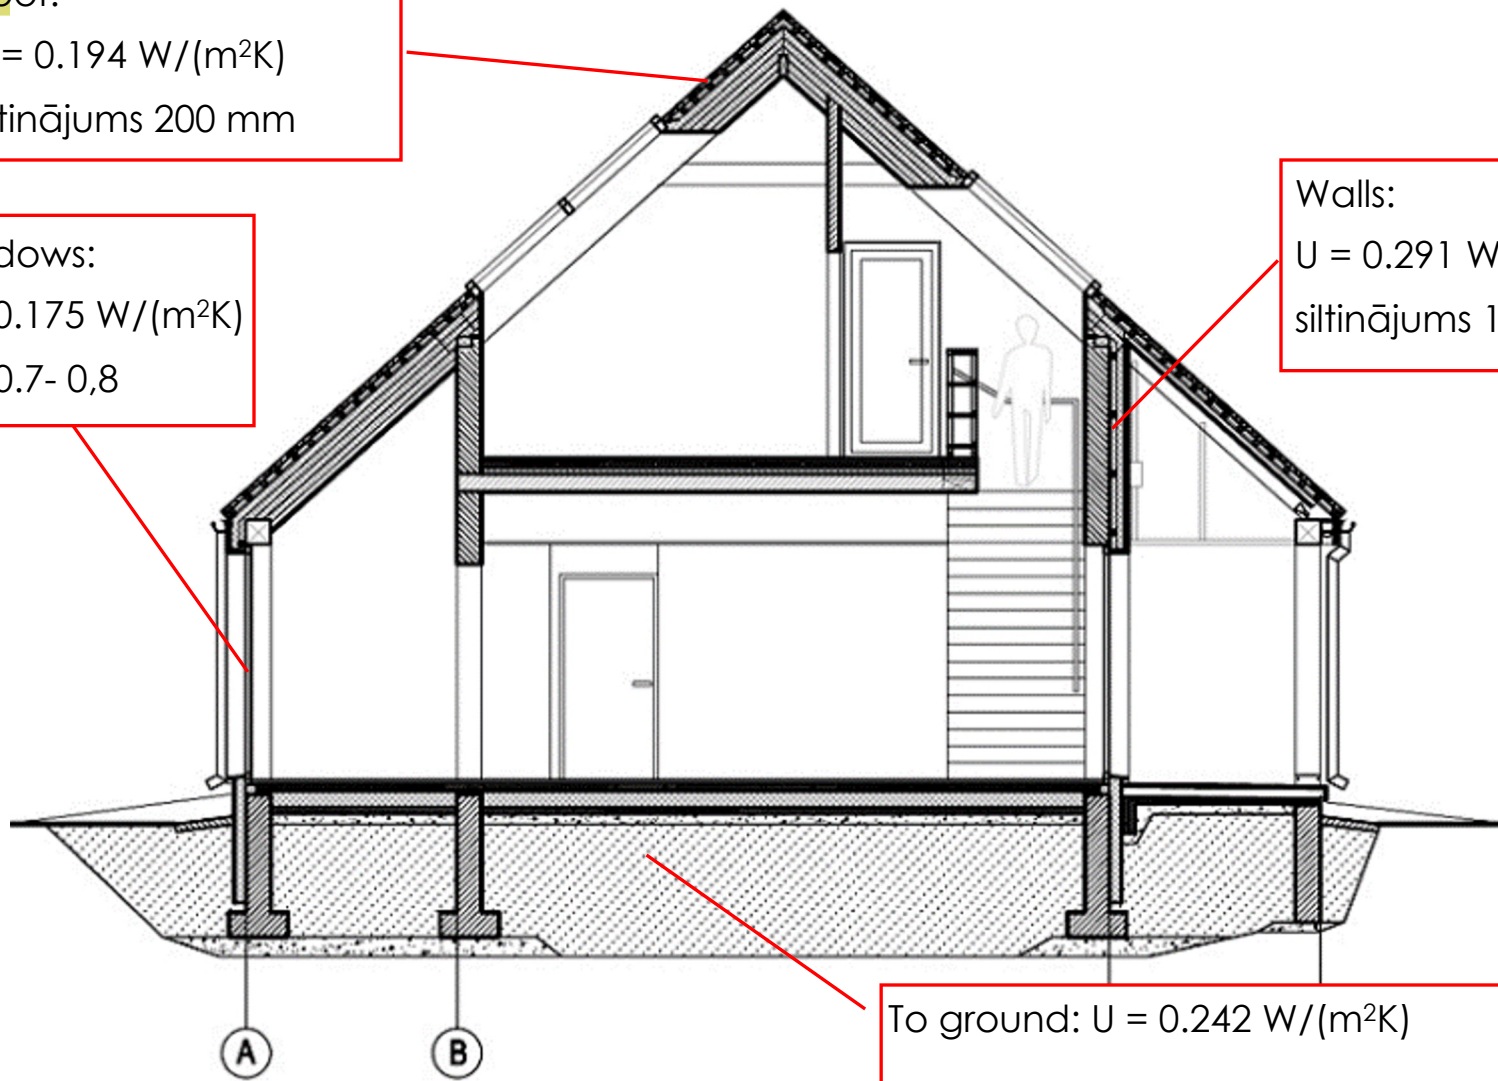 oof:
= 0.194 W/(m²K)
tinājums 200 mm
dows:
0.175 W/(m²K)
0.7- 0,8
Walls:
U = 0.291 W
siltinājums 1
To ground: U = 0.242 W/(m²K)
A
B